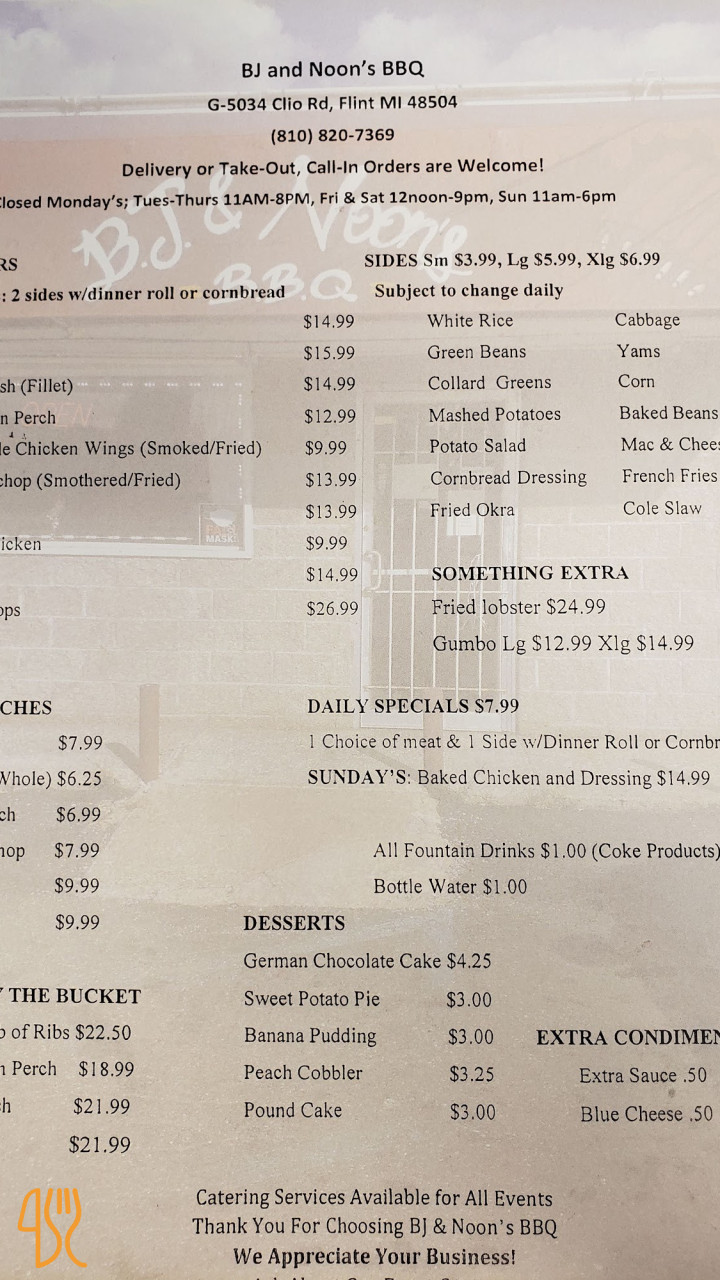 BJ and Noon's BBQ
G-5034 Clio Rd, Flint MI 48504
(810) 820-7369
Delivery or Take-Out, Call-In Orders are Welcome!
Closed Monday's; Tues-Thurs 11AM-8PM, Fri & Sat 12noon-9pm, Sun 11am-6pm
B.J. & Noon's
B.B.Q
RS
: 2 sides w/dinner roll or cornbread
$14.99
$15.99
sh (Fillet) $14.99
n Perch $12.99
le Chicken Wings (Smoked/Fried) $9.99
chop (Smothered/Fried) $13.99
$13.99
icken $9.99
$14.99
ops $26.99
SIDES Sm $3.99, Lg $5.99, Xlg $6.99
Subject to change daily
White Rice Cabbage
Green Beans Yams
Collard Greens Corn
Mashed Potatoes Baked Beans
Potato Salad Mac & Chees
Cornbread Dressing French Fries
Fried Okra Cole Slaw
MASK
SOMETHING EXTRA
Fried lobster $24.99
Gumbo Lg $12.99 Xlg $14.99
CHES
$7.99
Whole) $6.25
ch $6.99
hop $7.99
$9.99
$9.99
DAILY SPECIALS $7.99
1 Choice of meat & 1 Side w/Dinner Roll or Cornbr
SUNDAY'S: Baked Chicken and Dressing $14.99
All Fountain Drinks $1.00 (Coke Products)
Bottle Water $1.00
Y THE BUCKET
b of Ribs $22.50
n Perch $18.99
sh $21.99
$21.99
DESSERTS
German Chocolate Cake $4.25
Sweet Potato Pie $3.00
Banana Pudding $3.00
Peach Cobbler $3.25
Pound Cake $3.00
EXTRA CONDIMEN
Extra Sauce .50
Blue Cheese .50
Catering Services Available for All Events
Thank You For Choosing BJ & Noon's BBQ
We Appreciate Your Business!